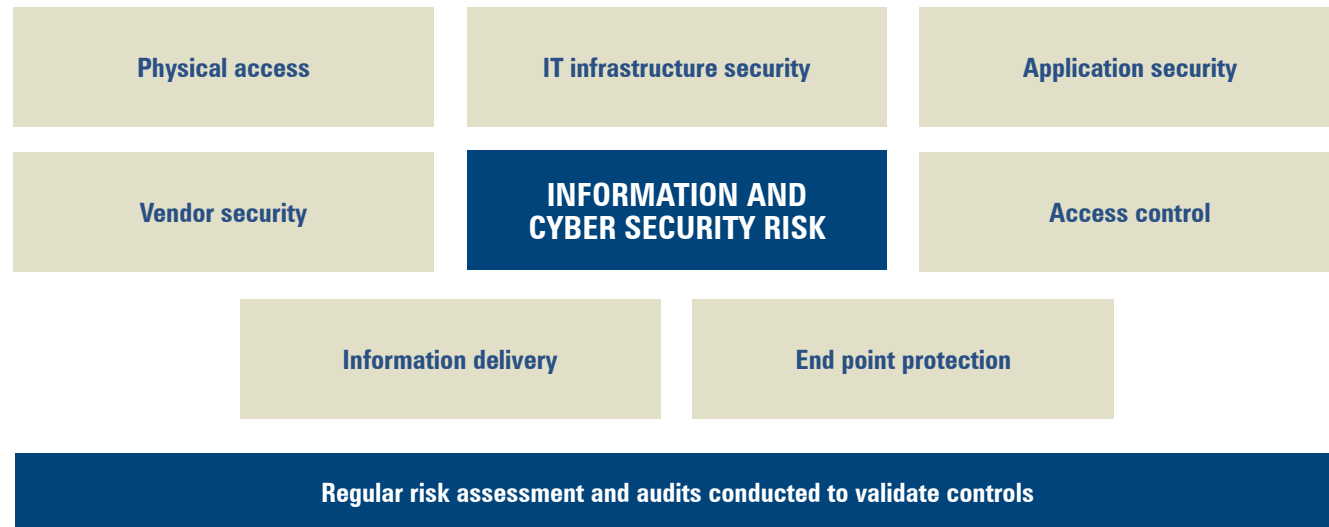 Physical access
IT infrastructure security
Application security
Vendor security
INFORMATION AND
CYBER SECURITY RISK
Access control
Information delivery
End point protection
Regular risk assessment and audits conducted to validate controls